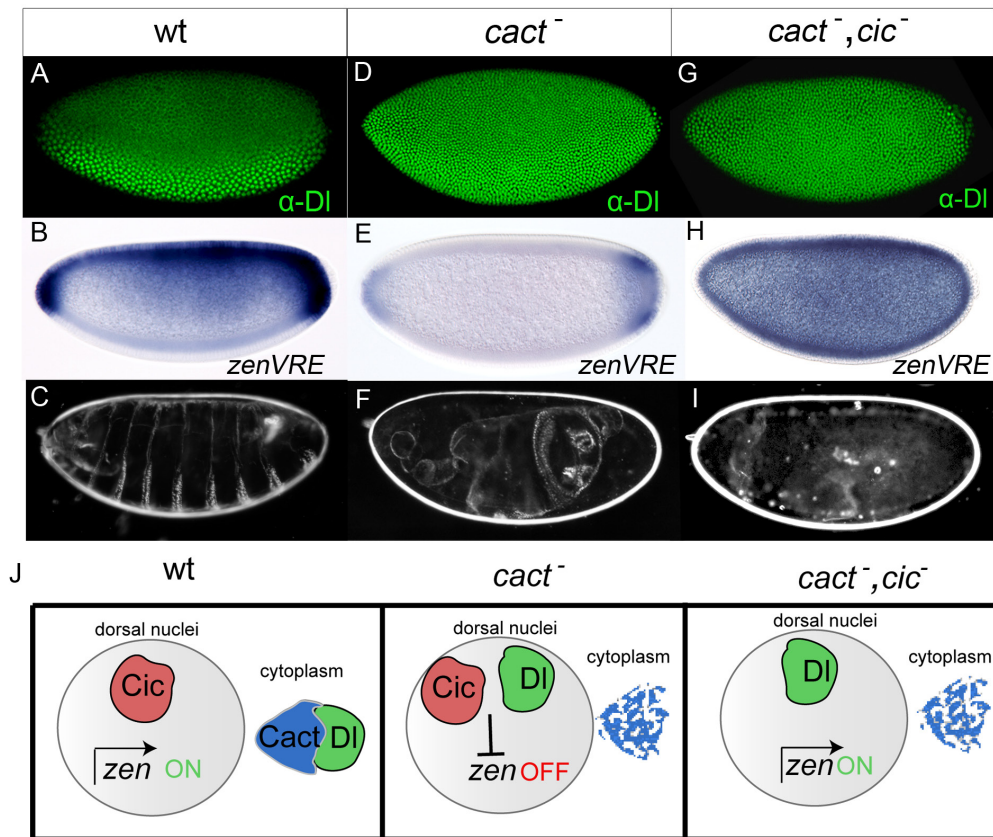 wt
cact -
cact -, cic -
A
α-Dl
D
α-Dl
G
α-Dl
B
zenVRE
E
zenVRE
H
zenVRE
C
F
I
J
wt
cact -
cact -, cic -
dorsal nuclei
Cic
zen ON
cytoplasm
Cact Dl
dorsal nuclei
Cic
Dl
zen OFF
cytoplasm
dorsal nuclei
Dl
zen ON
cytoplasm